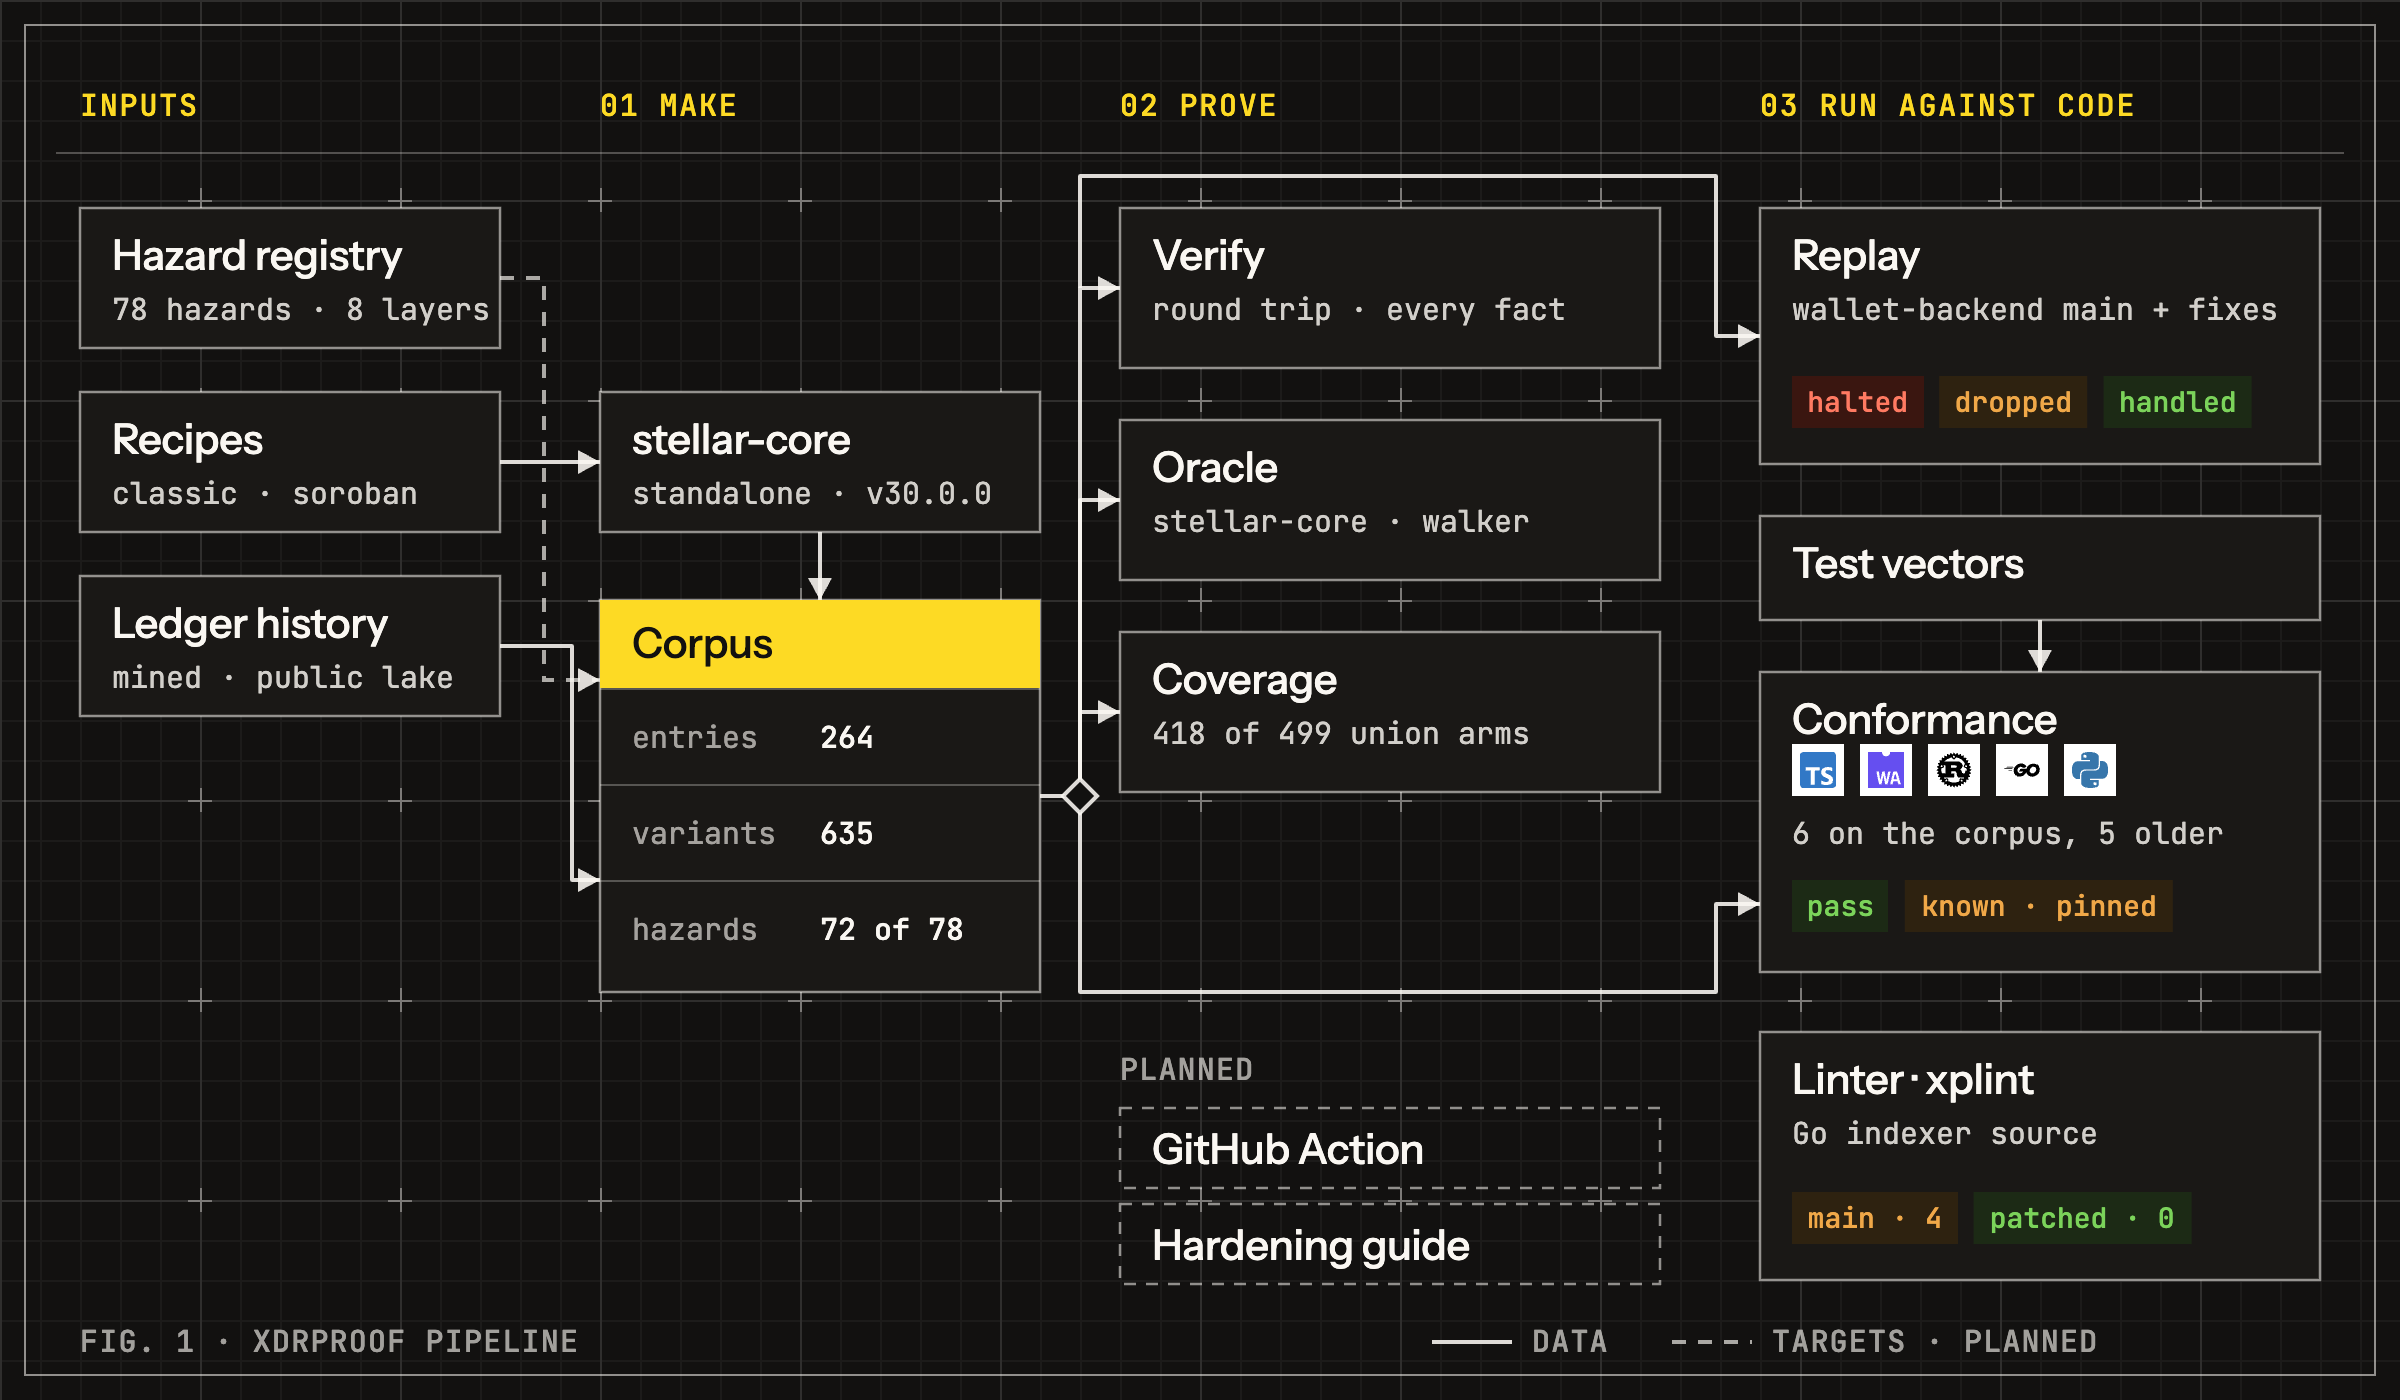 INPUTS
01 MAKE
02 PROVE
03 RUN AGAINST CODE
Hazard registry
78 hazards · 8 layers
Recipes
classic · soroban
Ledger history
mined · public lake
stellar-core
standalone · v30.0.0
Corpus
entries 264
variants 635
hazards 72 of 78
Verify
round trip · every fact
Oracle
stellar-core · walker
Coverage
418 of 499 union arms
PLANNED
GitHub Action
Hardening guide
Replay
wallet-backend main + fixes
halted dropped handled
Test vectors
Conformance
TS WA R GO
6 on the corpus, 5 older
pass known · pinned
Linter · xplint
Go indexer source
main · 4 patched · 0
FIG. 1 · XDRPROOF PIPELINE
DATA TARGETS · PLANNED